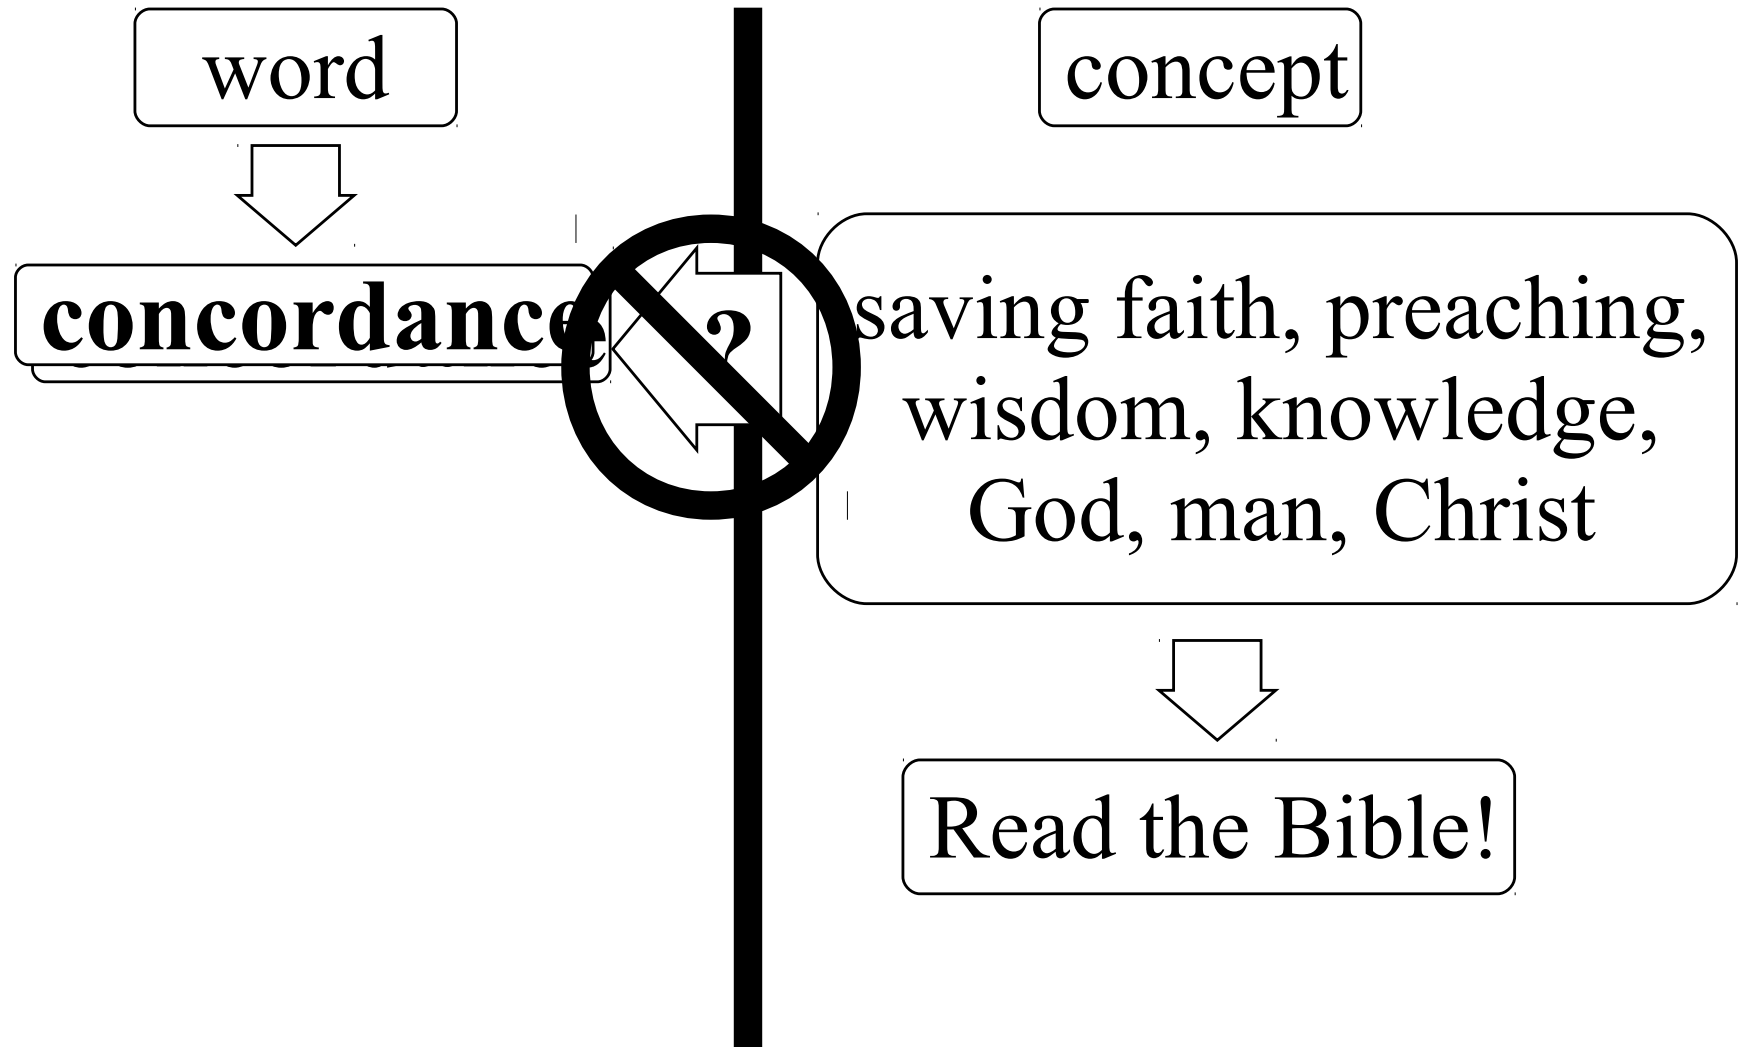 word
concept
concordance
?
saving faith, preaching,
wisdom, knowledge,
God, man, Christ
Read the Bible!